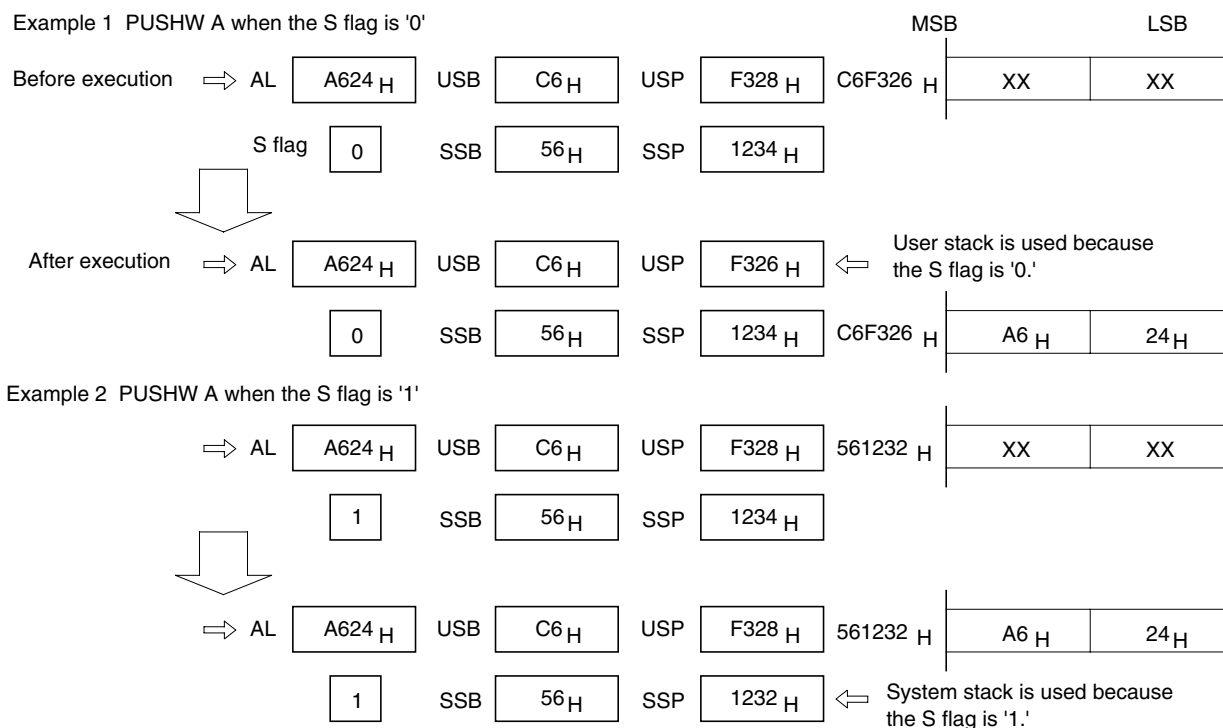 Example 1 PUSHW A when the S flag is '0'
MSB LSB
Before execution AL A624 H USB C6 H USP F328 H C6F326 H XX XX
S flag 0 SSB 56 H SSP 1234 H
After execution AL A624 H USB C6 H USP F326 H User stack is used because
the S flag is '0.'
0 SSB 56 H SSP 1234 H C6F326 H A6 H 24 H
Example 2 PUSHW A when the S flag is '1'
AL A624 H USB C6 H USP F328 H 561232 H XX XX
1 SSB 56 H SSP 1234 H
AL A624 H USB C6 H USP F328 H 561232 H A6 H 24 H
1 SSB 56 H SSP 1232 H System stack is used because
the S flag is '1.'